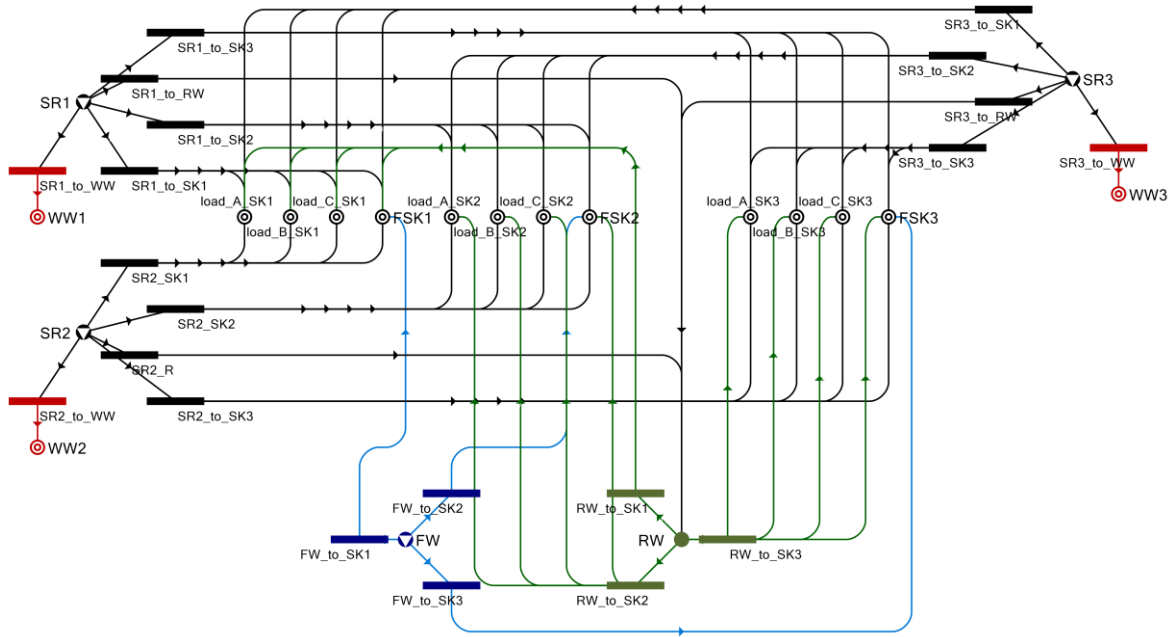 SR3_to_SK1
SR1_to_SK3
SR3_to_SK2
SR1
SR1_to_RW
SR3
SR3_to_RW
SR1_to_SK2
SR3_to_SK3
SR1_to_WW
SR1_to_SK1
SR3_to_WW
WW3
load_A_SK1
load_C_SK1
load_A_SK2
load_C_SK2
load_A_SK3
load_C_SK3
WW1
FSK1
FSK2
FSK3
load_B_SK1
load_B_SK2
load_B_SK3
SR2_SK1
SR2_SK2
SR2
SR2_R
SR2_to_WW
SR2_to_SK3
WW2
FW_to_SK2
RW_to_SK1
FW
RW
FW_to_SK1
RW_to_SK3
FW_to_SK3
RW_to_SK2